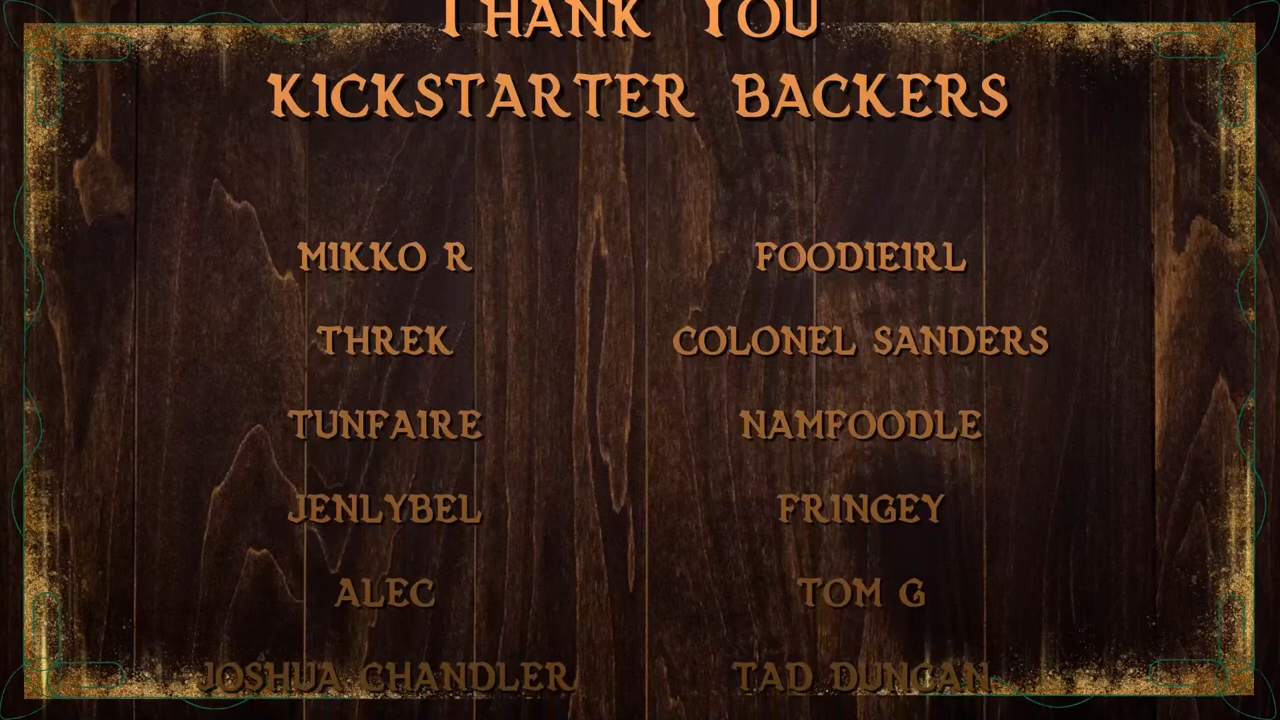 THANK YOU
KICKSTARTER BACKERS
MIKKO R FOODIEIRL
THREK COLONEL SANDERS
TUNFAIRE NAMFOODLE
JENLYBEL FRINGEY
ALEC TOM G
JOSHUA CHANDLER TAD DUNCAN